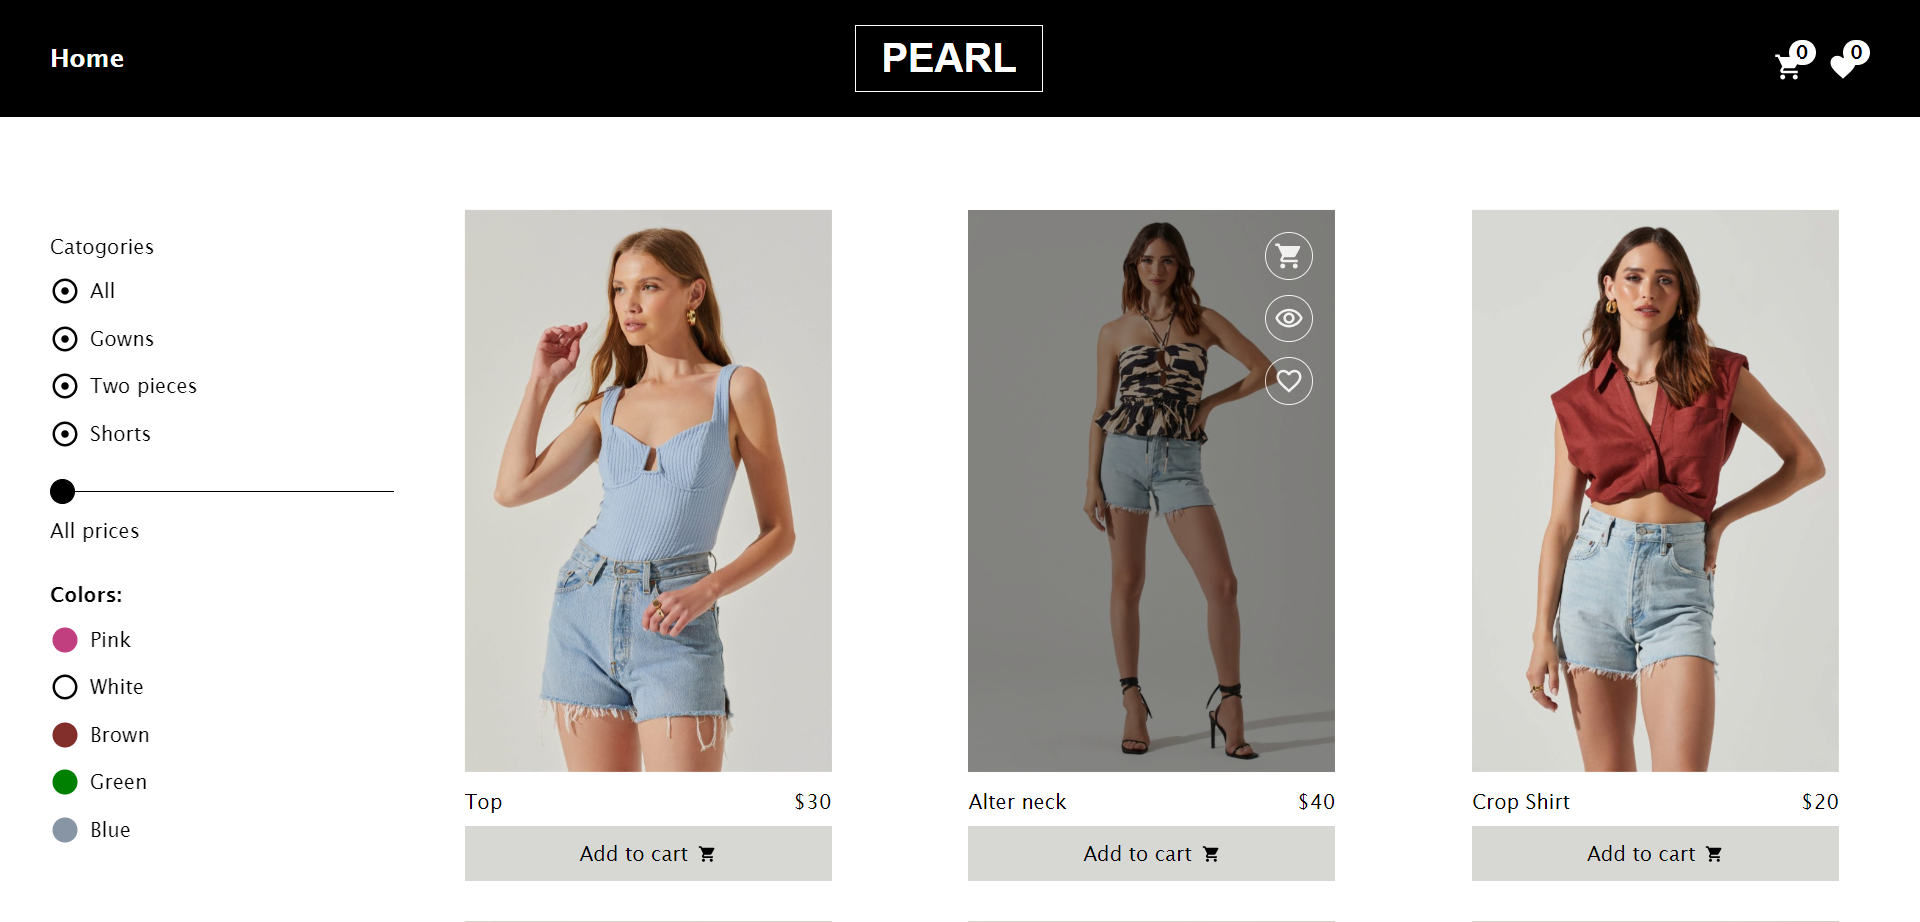 Home
PEARL
0
0
Catogories
All
Gowns
Two pieces
Shorts
All prices
Colors:
Pink
White
Brown
Green
Blue
Top $30
Add to cart
Alter neck $40
Add to cart
Crop Shirt $20
Add to cart